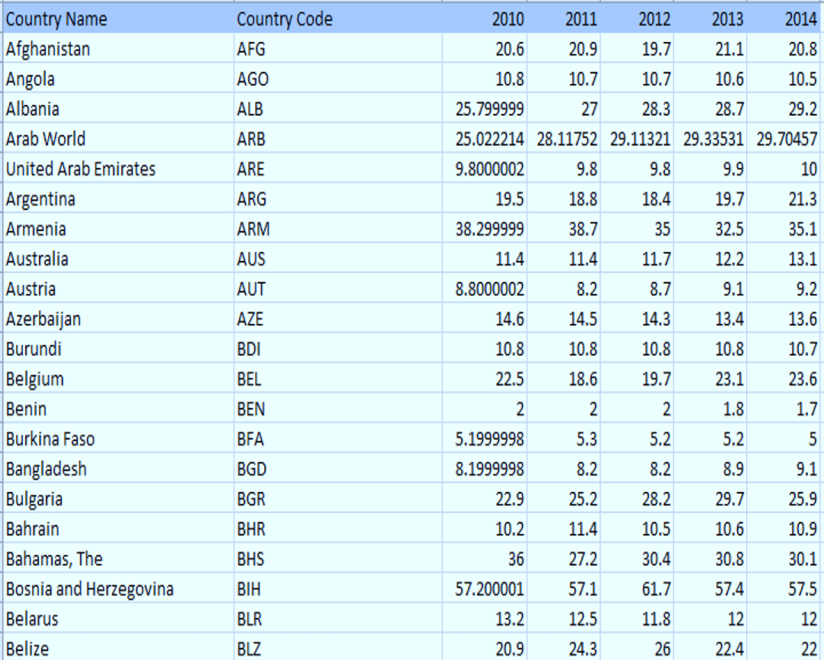 Country Name Country Code 2010 2011 2012 2013 2014
Afghanistan AFG 20.6 20.9 19.7 21.1 20.8
Angola AGO 10.8 10.7 10.7 10.6 10.5
Albania ALB 25.799999 27 28.3 28.7 29.2
Arab World ARB 25.022214 28.11752 29.11321 29.33531 29.70457
United Arab Emirates ARE 9.8000002 9.8 9.8 9.9 10
Argentina ARG 19.5 18.8 18.4 19.7 21.3
Armenia ARM 38.299999 38.7 35 32.5 35.1
Australia AUS 11.4 11.4 11.7 12.2 13.1
Austria AUT 8.8000002 8.2 8.7 9.1 9.2
Azerbaijan AZE 14.6 14.5 14.3 13.4 13.6
Burundi BDI 10.8 10.8 10.8 10.8 10.7
Belgium BEL 22.5 18.6 19.7 23.1 23.6
Benin BEN 2 2 2 1.8 1.7
Burkina Faso BFA 5.1999998 5.3 5.2 5.2 5
Bangladesh BGD 8.1999998 8.2 8.2 8.9 9.1
Bulgaria BGR 22.9 25.2 28.2 29.7 25.9
Bahrain BHR 10.2 11.4 10.5 10.6 10.9
Bahamas, The BHS 36 27.2 30.4 30.8 30.1
Bosnia and Herzegovina BIH 57.200001 57.1 61.7 57.4 57.5
Belarus BLR 13.2 12.5 11.8 12 12
Belize BLZ 20.9 24.3 26 22.4 22